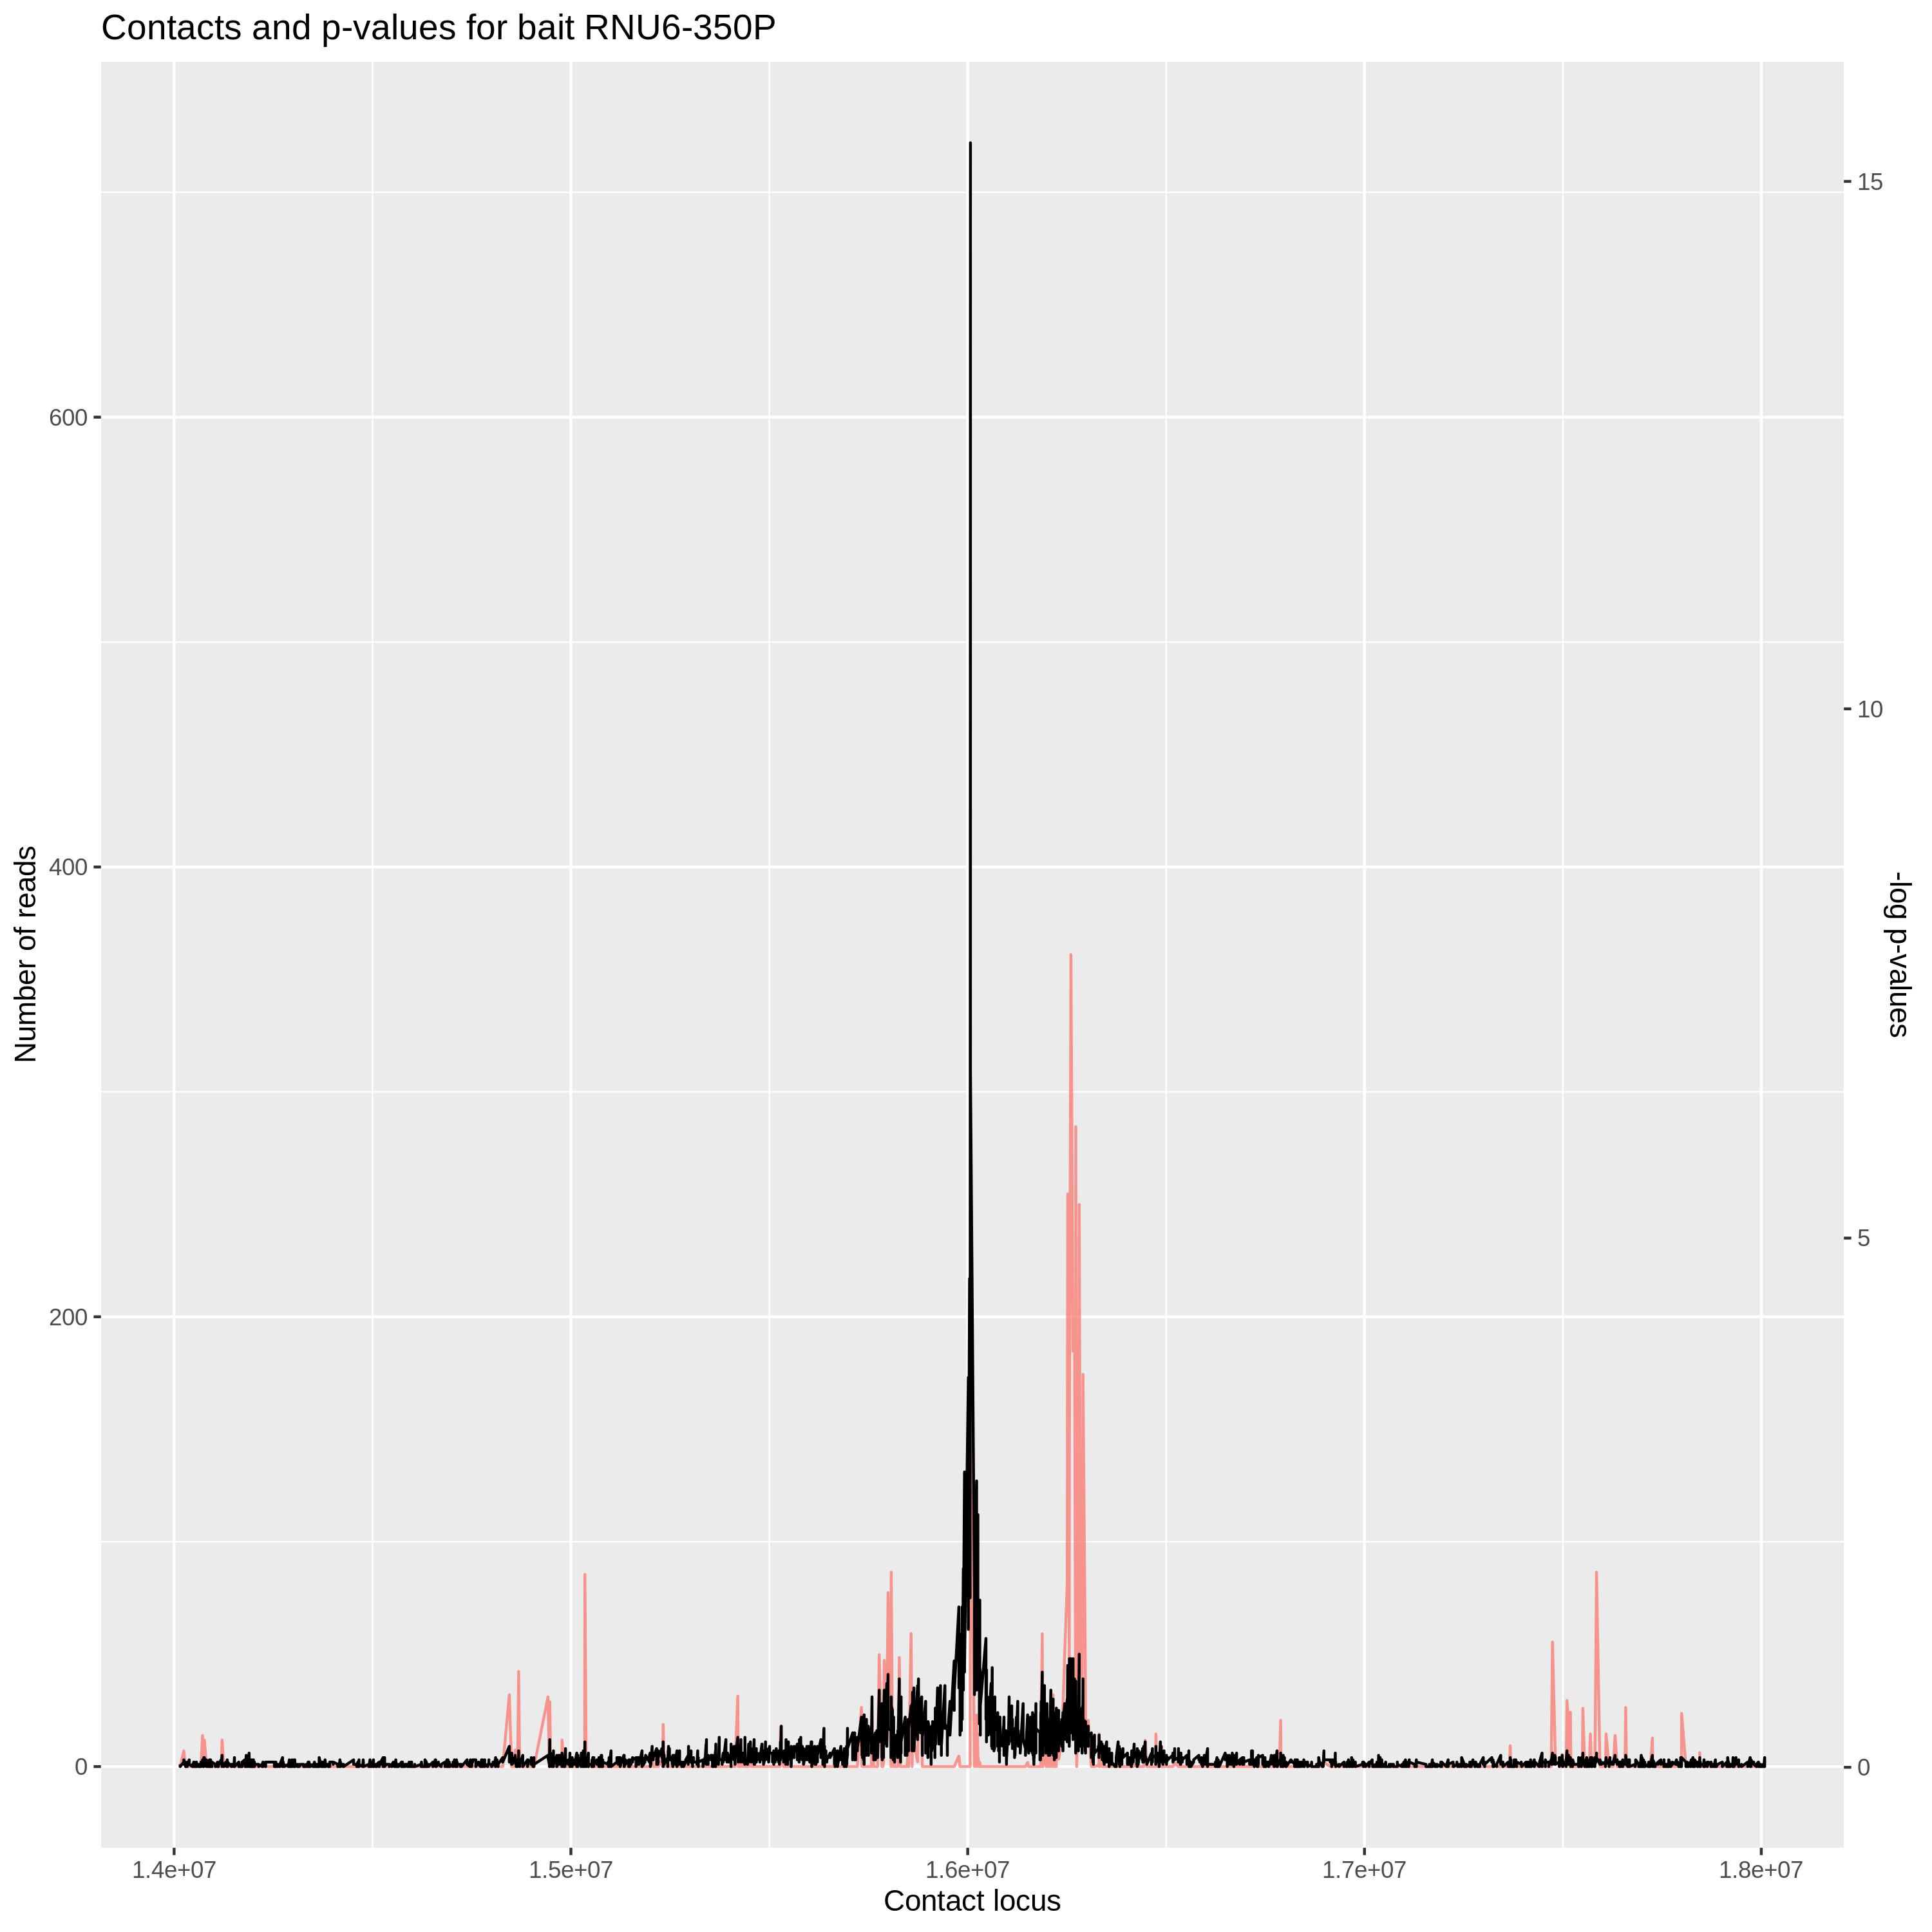 Contacts and p-values for bait RNU6-350P
15
600
10
400
Number of reads
-log p-values
5
200
0
0
1.4e+07
1.5e+07
1.6e+07
1.7e+07
1.8e+07
Contact locus